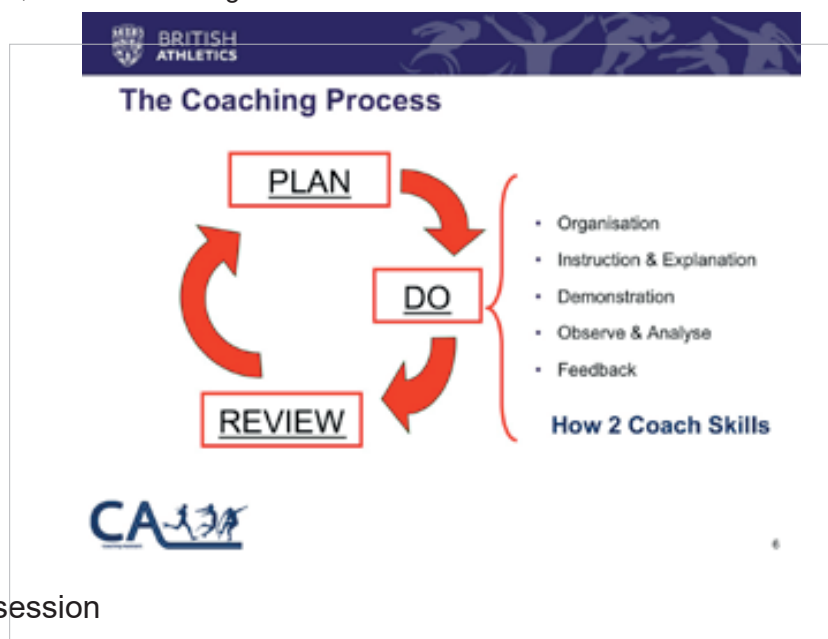 BRITISH
ATHLETICS
The Coaching Process
PLAN
DO
REVIEW
• Organisation
• Instruction & Explanation
• Demonstration
• Observe & Analyse
• Feedback
How 2 Coach Skills
CA
6
session